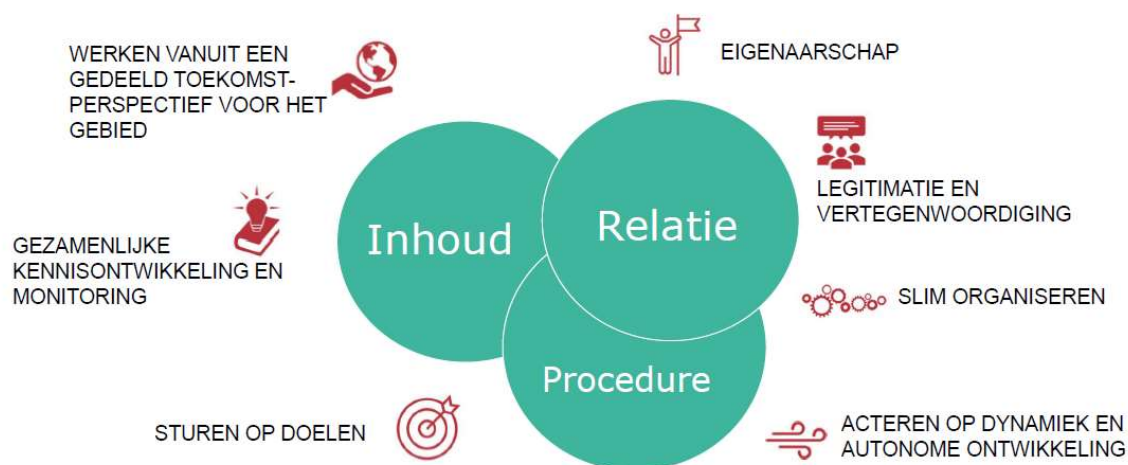 WERKEN VANUIT EEN
GEDEELD TOEKOMST-
PERSPECTIEF VOOR HET
GEBIED
EIGENAARSCHAP
LEGITIMATIE EN
VERTEGENWOORDIGING
Inhoud
Relatie
GEZAMENLIJKE
KENNISONTWIKKELING EN
MONITORING
SLIM ORGANISEREN
Procedure
STUREN OP DOELEN
ACTEREN OP DYNAMIEK EN
AUTONOME ONTWIKKELING